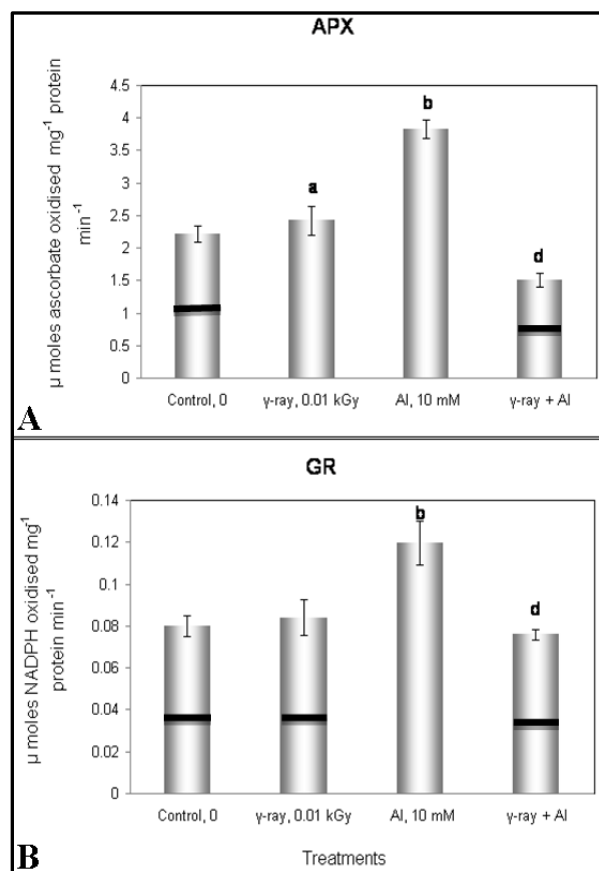 APX
μ moles ascorbate oxidised mg⁻¹ protein
min⁻¹
4.5
4
3.5
3
2.5
2
1.5
1
0.5
0
a
b
d
Control, 0 γ-ray, 0.01 kGy Al, 10 mM γ-ray + Al
A
GR
μ moles NADPH oxidised mg⁻¹
protein min⁻¹
0.14
0.12
0.1
0.08
0.06
0.04
0.02
0
b
d
Control, 0 γ-ray, 0.01 kGy Al, 10 mM γ-ray + Al
Treatments
B